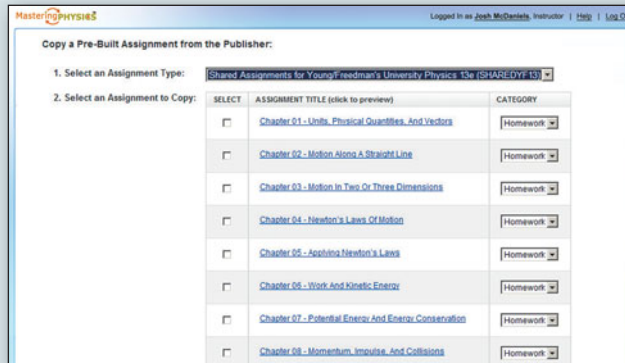 MasteringPHYSICS
Logged in as Josh McDaniels, Instructor | Help | Log O
Copy a Pre-Built Assignment from the Publisher:
1. Select an Assignment Type: Shared Assignments for Young/Freedman's University Physics 13e (SHAREDYF13)
2. Select an Assignment to Copy: SELECT ASSIGNMENT TITLE (click to preview) CATEGORY
Chapter 01 - Units, Physical Quantities, And Vectors Homework
Chapter 02 - Motion Along A Straight Line Homework
Chapter 03 - Motion In Two Or Three Dimensions Homework
Chapter 04 - Newton's Laws Of Motion Homework
Chapter 05 - Applying Newton's Laws Homework
Chapter 06 - Work And Kinetic Energy Homework
Chapter 07 - Potential Energy And Energy Conservation Homework
Chapter 08 - Momentum, Impulse, And Collisions Homework